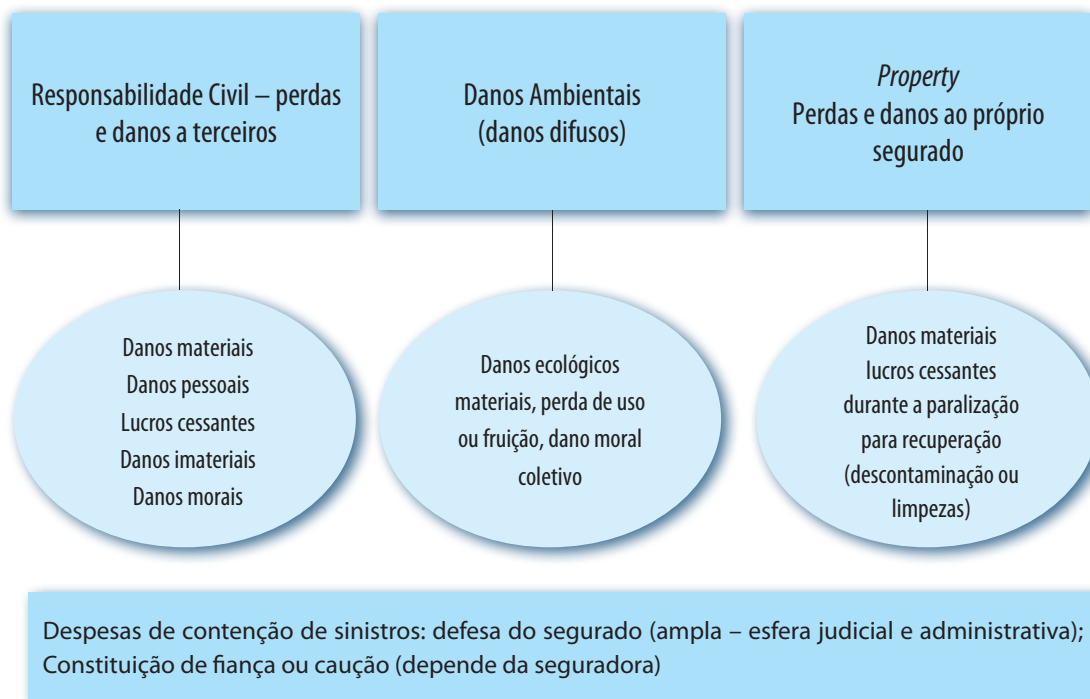 Responsabilidade Civil – perdas
e danos a terceiros
Danos Ambientais
(danos difusos)
Property
Perdas e danos ao próprio
segurado
Danos materiais
Danos pessoais
Lucros cessantes
Danos imateriais
Danos morais
Danos ecológicos
materiais, perda de uso
ou fruição, dano moral
coletivo
Danos materiais
lucros cessantes
durante a paralização
para recuperação
(descontaminação ou
limpezas)
Despesas de contenção de sinistros: defesa do segurado (ampla – esfera judicial e administrativa);
Constituição de fiança ou caução (depende da seguradora)